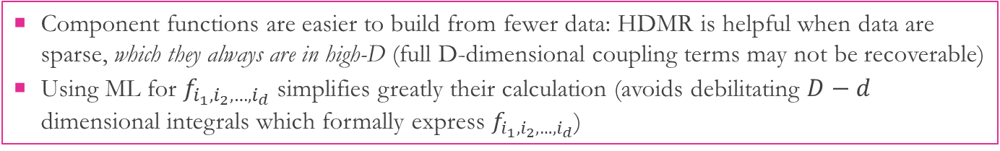 ▪ Component functions are easier to build from fewer data: HDMR is helpful when data are
sparse, which they always are in high-D (full D-dimensional coupling terms may not be recoverable)
▪ Using ML for $f_{i_1,i_2,\ldots,i_d}$ simplifies greatly their calculation (avoids debilitating $D - d$
dimensional integrals which formally express $f_{i_1,i_2,\ldots,i_d}$)